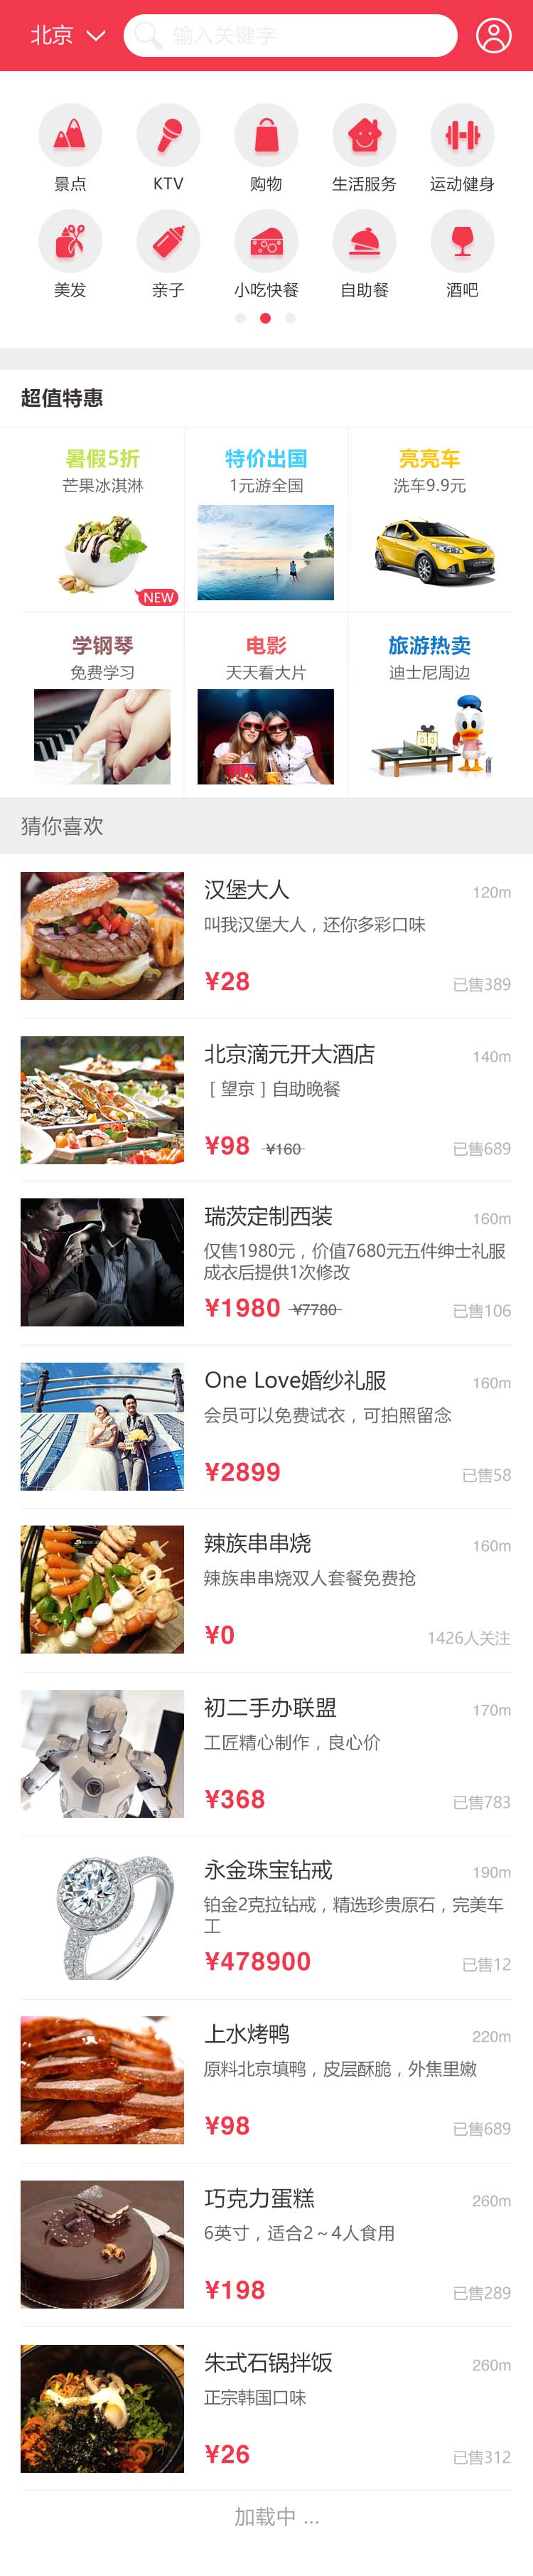 北京
输入关键字
景点 KTV 购物 生活服务 运动健身
美发 亲子 小吃快餐 自助餐 酒吧
超值特惠
暑假5折 特价出国 亮亮车
芒果冰淇淋 1元游全国 洗车9.9元
NEW
学钢琴 电影 旅游热卖
免费学习 天天看大片 迪士尼周边
猜你喜欢
汉堡大人 120m
叫我汉堡大人，还你多彩口味
¥28 已售389
北京滴元开大酒店 140m
［望京］自助晚餐
¥98 ¥160 已售689
瑞茨定制西装 160m
仅售1980元，价值7680元五件绅士礼服
成衣后提供1次修改
¥1980 ¥7780 已售106
One Love婚纱礼服 160m
会员可以免费试衣，可拍照留念
¥2899 已售58
辣族串串烧 160m
辣族串串烧双人套餐免费抢
¥0 1426人关注
初二手办联盟 170m
工匠精心制作，良心价
¥368 已售783
永金珠宝钻戒 190m
铂金2克拉钻戒，精选珍贵原石，完美车
工
¥478900 已售12
上水烤鸭 220m
原料北京填鸭，皮层酥脆，外焦里嫩
¥98 已售689
巧克力蛋糕 260m
6英寸，适合2～4人食用
¥198 已售289
朱式石锅拌饭 260m
正宗韩国口味
¥26 已售312
加载中 ...